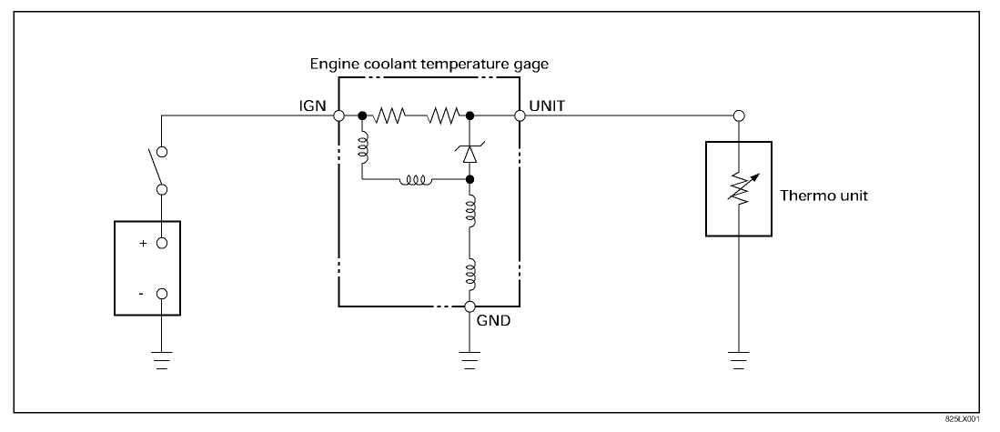 Engine coolant temperature gage
IGN
UNIT
Thermo unit
+
-
GND
825LX001